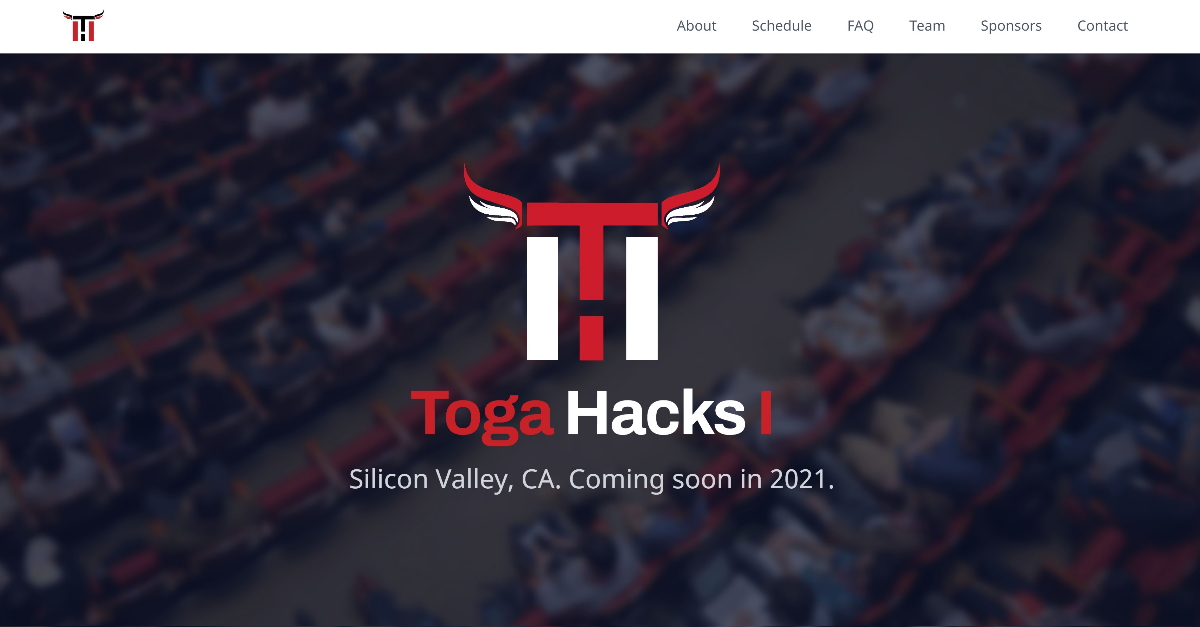 About Schedule FAQ Team Sponsors Contact
Toga Hacks I
Silicon Valley, CA. Coming soon in 2021.